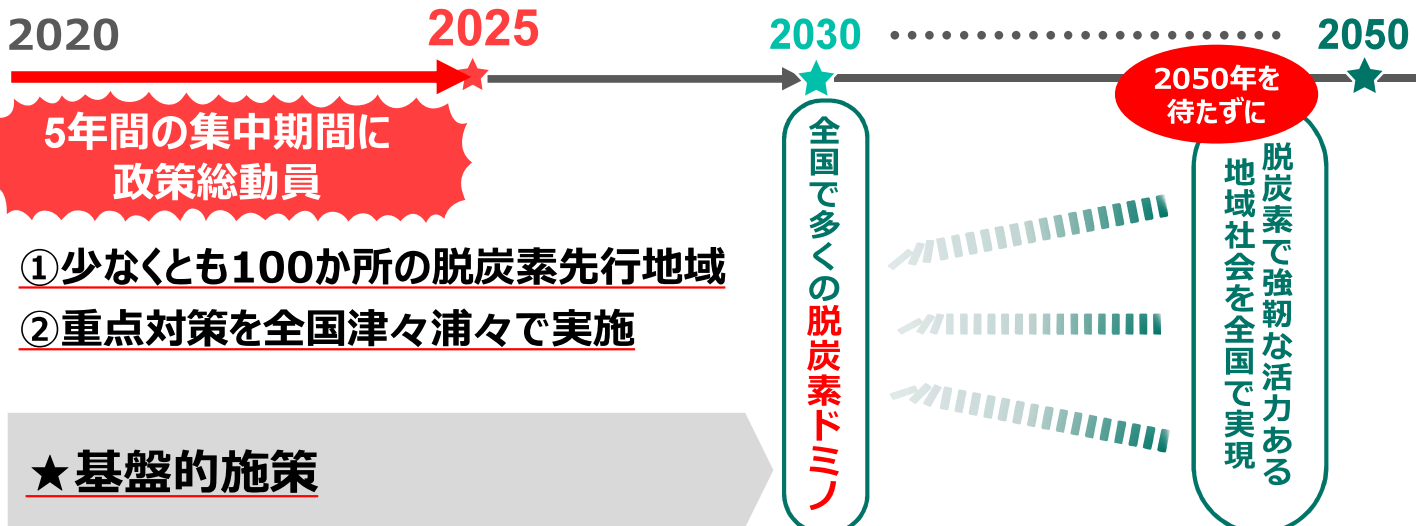 2020
2025
2030
2050
5年間の集中期間に
政策総動員
①少なくとも100か所の脱炭素先行地域
②重点対策を全国津々浦々で実施
★基盤的施策
全国で多くの脱炭素ドミノ
2050年を
待たずに
脱炭素で強靭な活力ある
地域社会を全国で実現